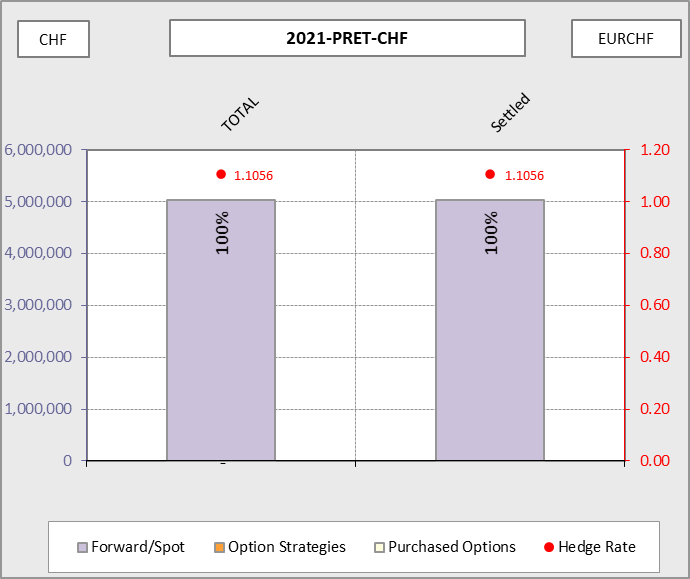 CHF
2021-PRET-CHF
EURCHF
TOTAL
Settled
6,000,000
1.20
1.1056
1.1056
5,000,000
1.00
100%
100%
4,000,000
0.80
3,000,000
0.60
2,000,000
0.40
1,000,000
0.20
0
0.00
Forward/Spot
Option Strategies
Purchased Options
Hedge Rate